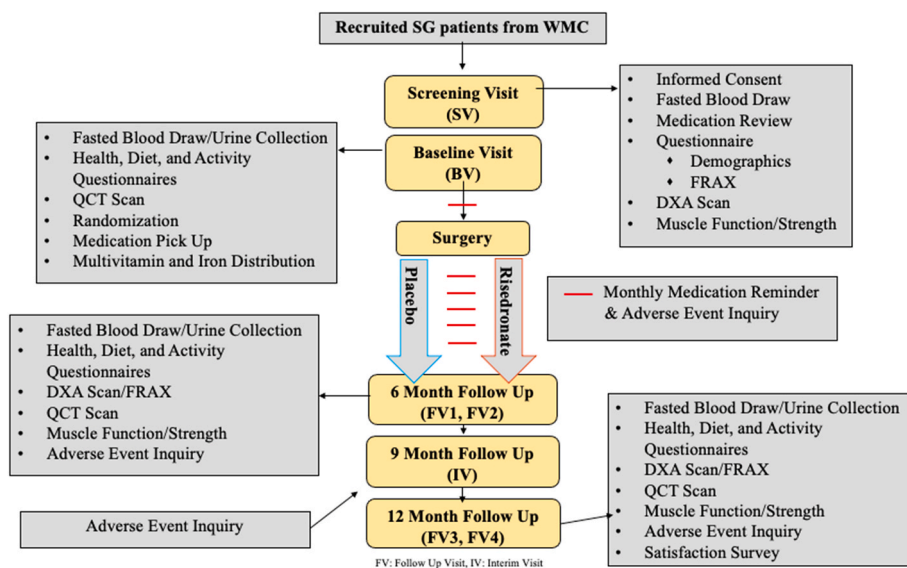 Recruited SG patients from WMC
Screening Visit
(SV)
• Informed Consent
• Fasted Blood Draw
• Medication Review
• Questionnaire
♦ Demographics
♦ FRAX
• DXA Scan
• Muscle Function/Strength
Baseline Visit
(BV)
• Fasted Blood Draw/Urine Collection
• Health, Diet, and Activity
Questionnaires
• QCT Scan
• Randomization
• Medication Pick Up
• Multivitamin and Iron Distribution
Surgery
Placebo
Risedronate
Monthly Medication Reminder
& Adverse Event Inquiry
6 Month Follow Up
(FV1, FV2)
• Fasted Blood Draw/Urine Collection
• Health, Diet, and Activity
Questionnaires
• DXA Scan/FRAX
• QCT Scan
• Muscle Function/Strength
• Adverse Event Inquiry
9 Month Follow Up
(IV)
Adverse Event Inquiry
12 Month Follow Up
(FV3, FV4)
• Fasted Blood Draw/Urine Collection
• Health, Diet, and Activity
Questionnaires
• DXA Scan/FRAX
• QCT Scan
• Muscle Function/Strength
• Adverse Event Inquiry
• Satisfaction Survey
FV: Follow Up Visit, IV: Interim Visit